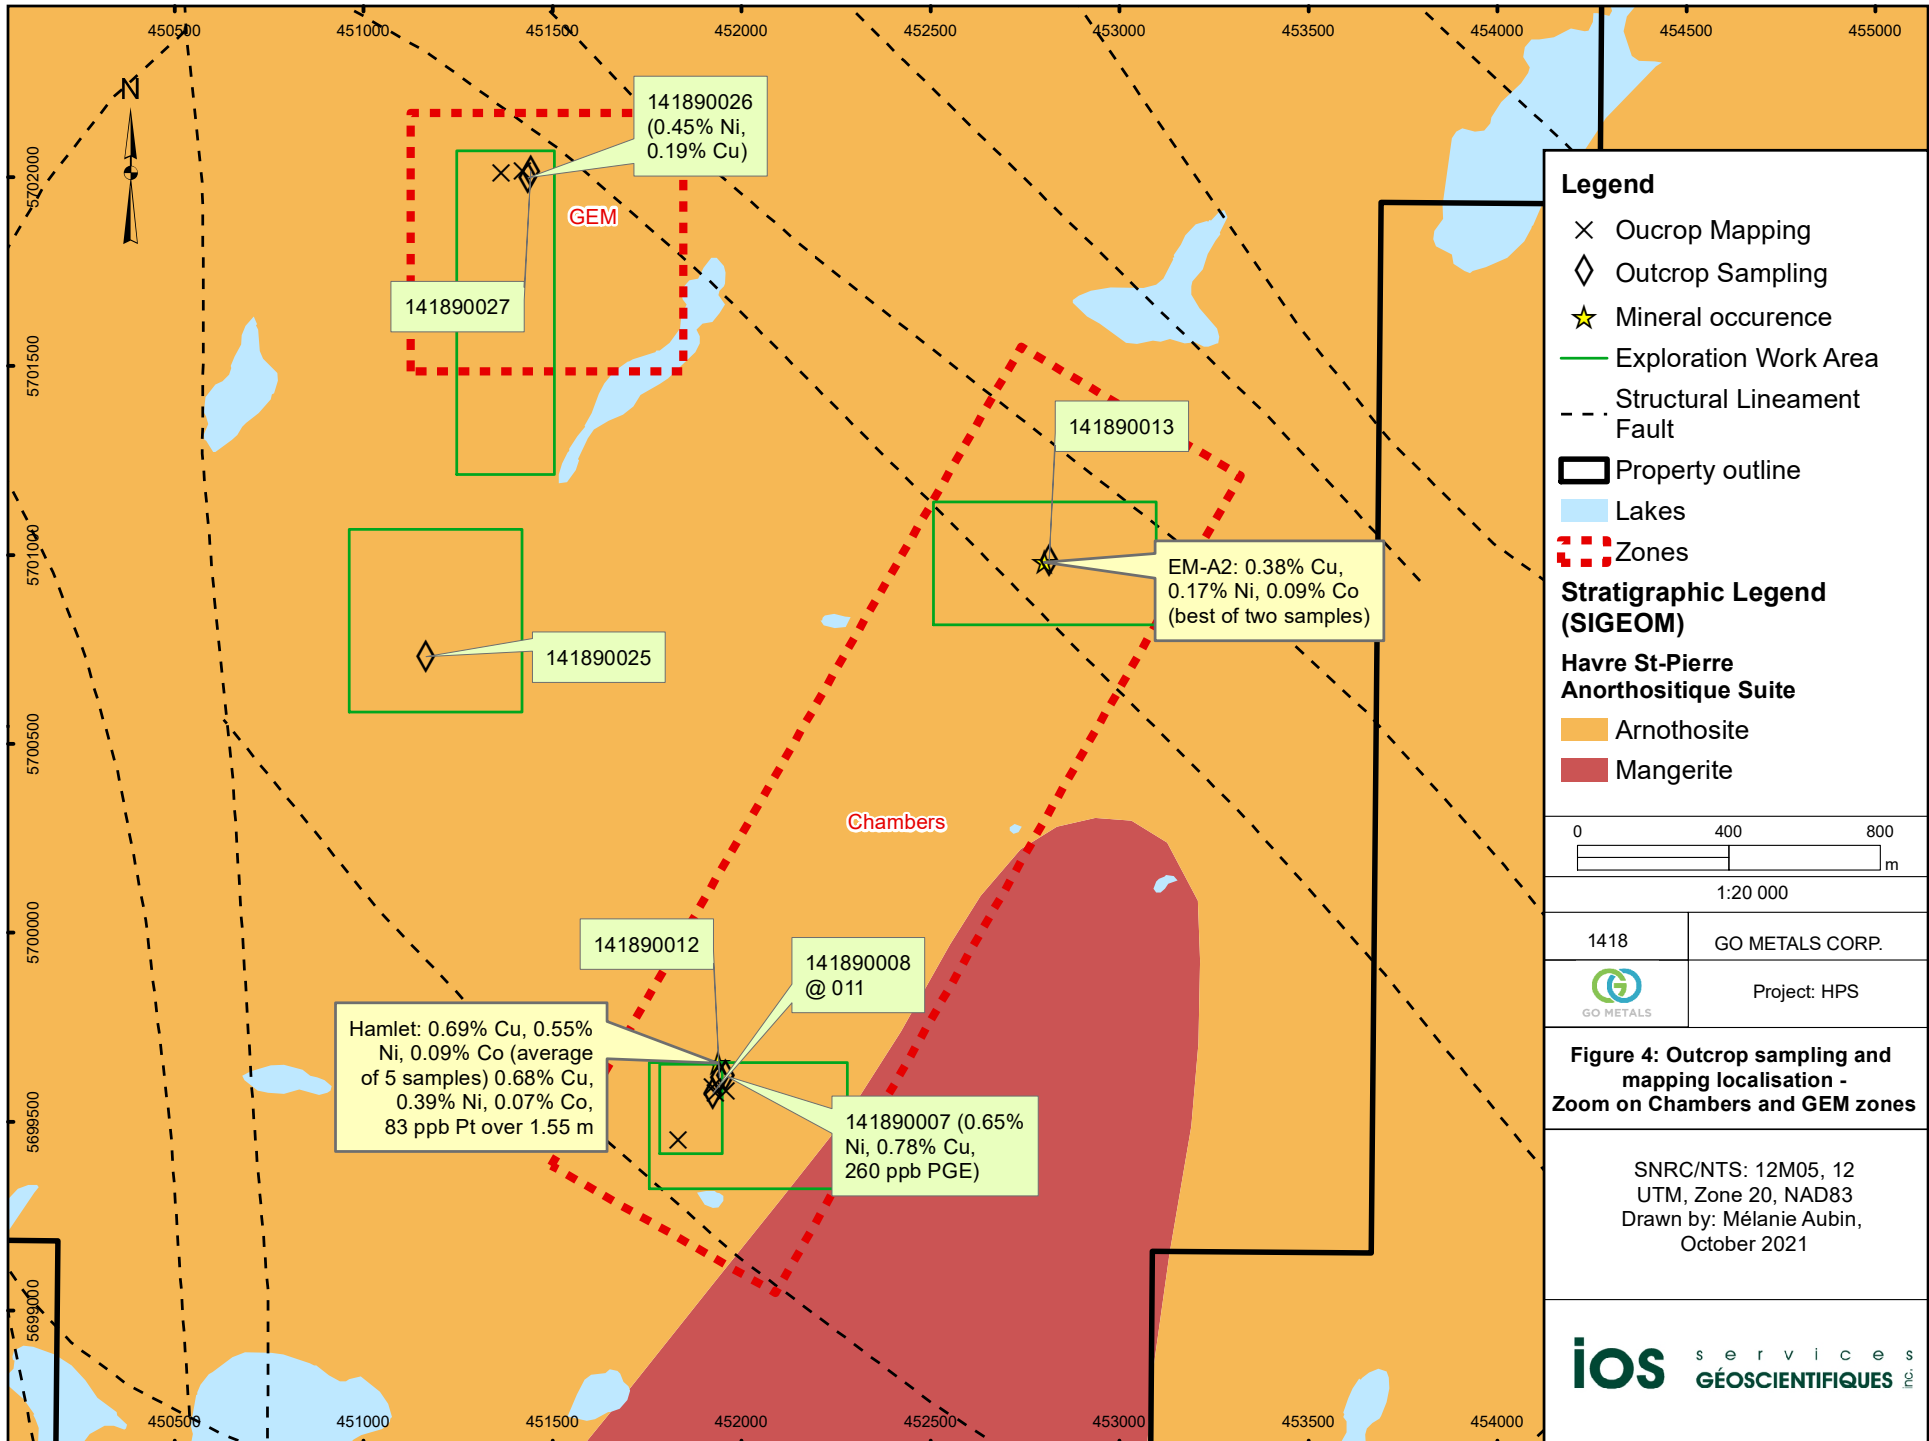 450500
451000
451500
452000
452500
453000
453500
454000
454500
455000
N
5702000
5701500
5701000
5700500
5700000
5699500
5699000
141890026
(0.45% Ni,
0.19% Cu)
GEM
141890027
141890013
EM-A2: 0.38% Cu,
0.17% Ni, 0.09% Co
(best of two samples)
141890025
Chambers
141890012
141890008
@ 011
Hamlet: 0.69% Cu, 0.55%
Ni, 0.09% Co (average
of 5 samples) 0.68% Cu,
0.39% Ni, 0.07% Co,
83 ppb Pt over 1.55 m
141890007 (0.65%
Ni, 0.78% Cu,
260 ppb PGE)
450500
451000
451500
452000
452500
453000
453500
454000
Legend
Oucrop Mapping
Outcrop Sampling
Mineral occurence
Exploration Work Area
Structural Lineament
Fault
Property outline
Lakes
Zones
Stratigraphic Legend
(SIGEOM)
Havre St-Pierre
Anorthositique Suite
Arnothosite
Mangerite
0 400 800
m
1:20 000
1418
GO METALS CORP.
GO METALS
Project: HPS
Figure 4: Outcrop sampling and
mapping localisation -
Zoom on Chambers and GEM zones
SNRC/NTS: 12M05, 12
UTM, Zone 20, NAD83
Drawn by: Mélanie Aubin,
October 2021
ios
services
GÉOSCIENTIFIQUES inc.